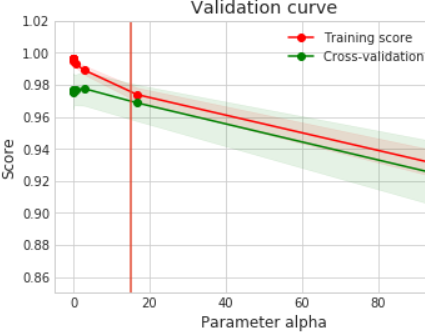 Validation curve
1.02
1.00
0.98
0.96
0.94
0.92
0.90
0.88
0.86
Score
Training score
Cross-validation
0
20
40
60
80
Parameter alpha